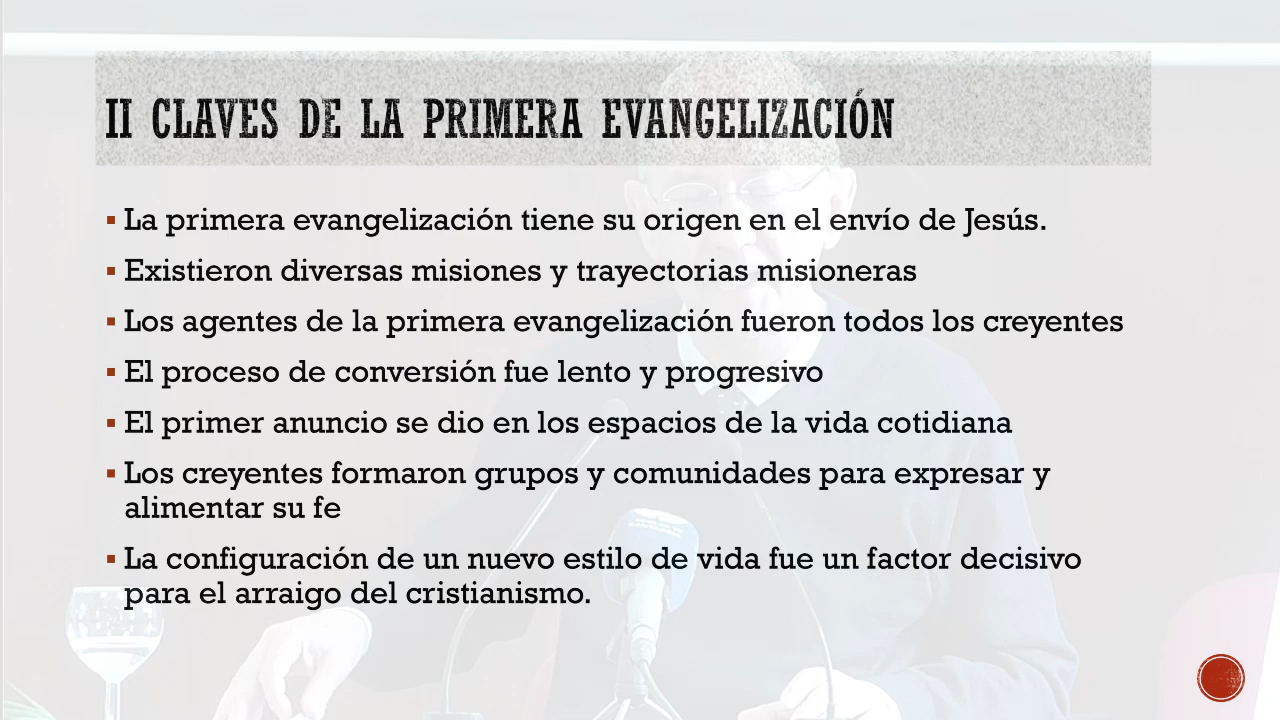 II CLAVES DE LA PRIMERA EVANGELIZACIÓN
La primera evangelización tiene su origen en el envío de Jesús.
Existieron diversas misiones y trayectorias misioneras
Los agentes de la primera evangelización fueron todos los creyentes
El proceso de conversión fue lento y progresivo
El primer anuncio se dio en los espacios de la vida cotidiana
Los creyentes formaron grupos y comunidades para expresar y
alimentar su fe
La configuración de un nuevo estilo de vida fue un factor decisivo
para el arraigo del cristianismo.